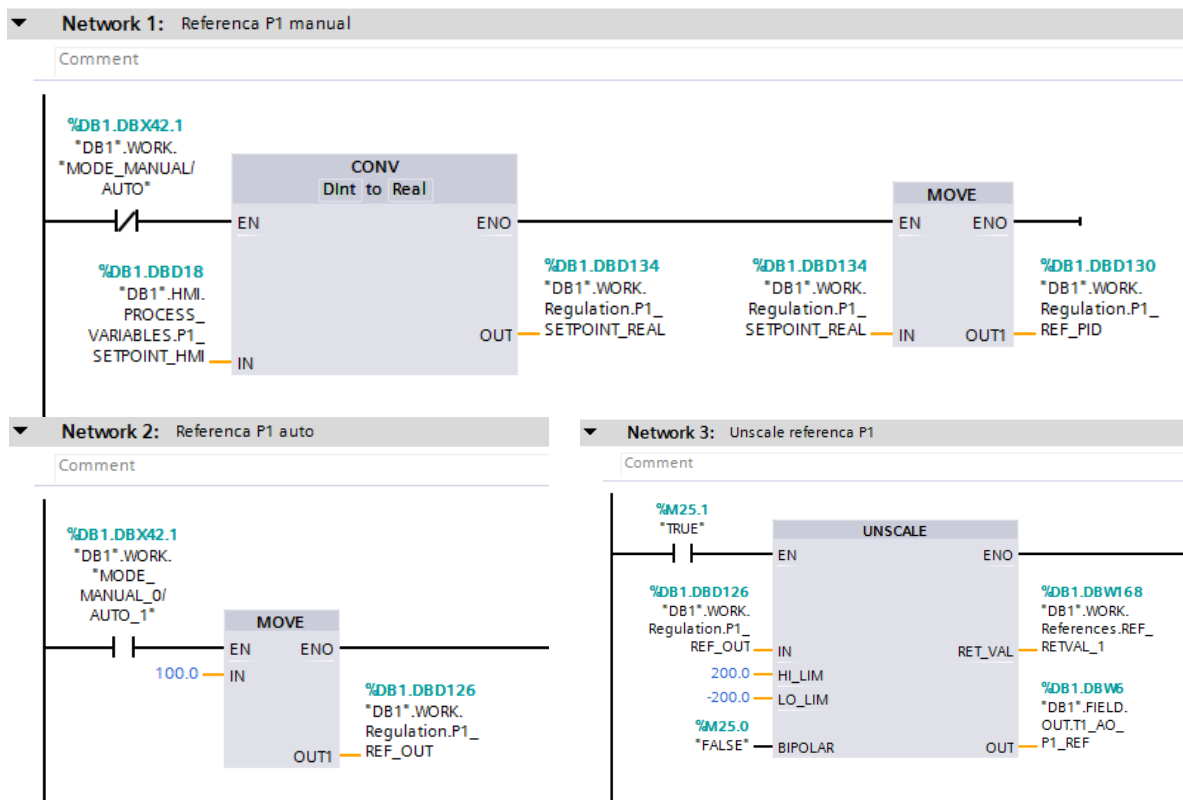 Network 1: Referenca P1 manual
Comment
%DB1.DBX42.1
"DB1".WORK.
"MODE_MANUAL/
AUTO"
CONV
DInt to Real
EN
ENO
%DB1.DBD18
"DB1".HMI.
PROCESS_
VARIABLES.P1_
SETPOINT_HMI
IN
OUT
%DB1.DBD134
"DB1".WORK.
Regulation.P1_
SETPOINT_REAL
MOVE
EN
ENO
%DB1.DBD134
"DB1".WORK.
Regulation.P1_
SETPOINT_REAL
IN
OUT1
%DB1.DBD130
"DB1".WORK.
Regulation.P1_
REF_PID
Network 2: Referenca P1 auto
Comment
%DB1.DBX42.1
"DB1".WORK.
"MODE_
MANUAL_0/
AUTO_1"
MOVE
EN
ENO
100.0
IN
OUT1
%DB1.DBD126
"DB1".WORK.
Regulation.P1_
REF_OUT
Network 3: Unscale referenca P1
Comment
%M25.1
"TRUE"
UNSCALE
EN
ENO
%DB1.DBD126
"DB1".WORK.
Regulation.P1_
REF_OUT
IN
200.0
HI_LIM
-200.0
LO_LIM
%M25.0
"FALSE"
BIPOLAR
RET_VAL
%DB1.DBW168
"DB1".WORK.
References.REF_
RETVAL_1
OUT
%DB1.DBW6
"DB1".FIELD.
OUT.T1_AO_
P1_REF